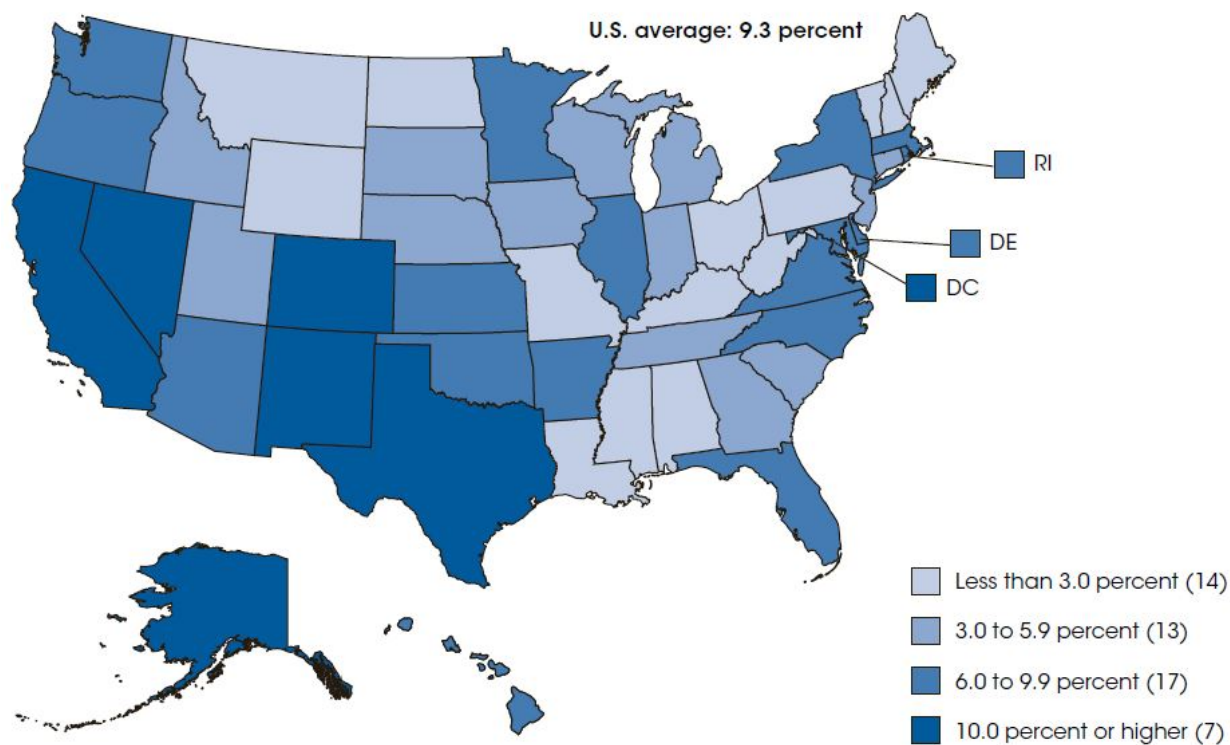 U.S. average: 9.3 percent
RI
DE
DC
Less than 3.0 percent (14)
3.0 to 5.9 percent (13)
6.0 to 9.9 percent (17)
10.0 percent or higher (7)